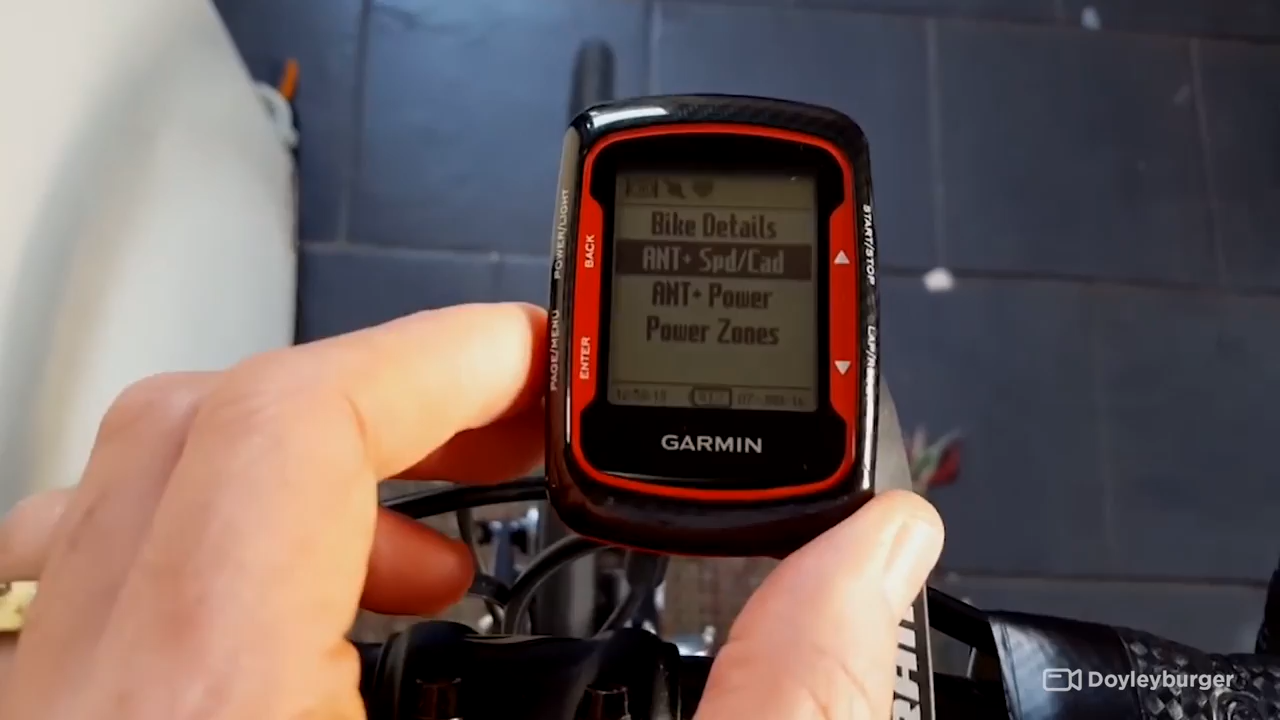 Bike Details
ANT+ Spd/Cad
ANT+ Power
Power Zones
GARMIN
POWER/LIGHT
BACK
PAGE/MENU
ENTER
START/STOP
Doyleyburger